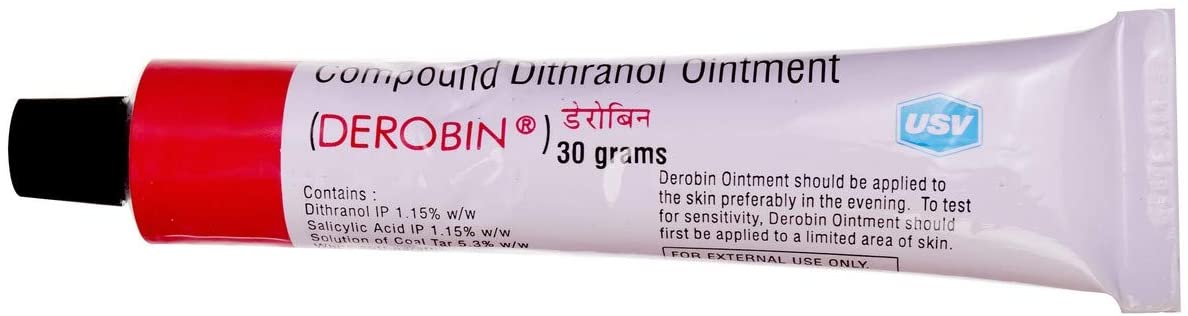 Compound Dithranol Ointment
(DEROBIN®) डेरोबिन
30 grams
USV
Contains :
Dithranol IP 1.15% w/w
Salicylic Acid IP 1.15% w/w
Solution of Coal Tar 5.3% w/w
Derobin Ointment should be applied to
the skin preferably in the evening. To test
for sensitivity, Derobin Ointment should
first be applied to a limited area of skin.
FOR EXTERNAL USE ONLY.